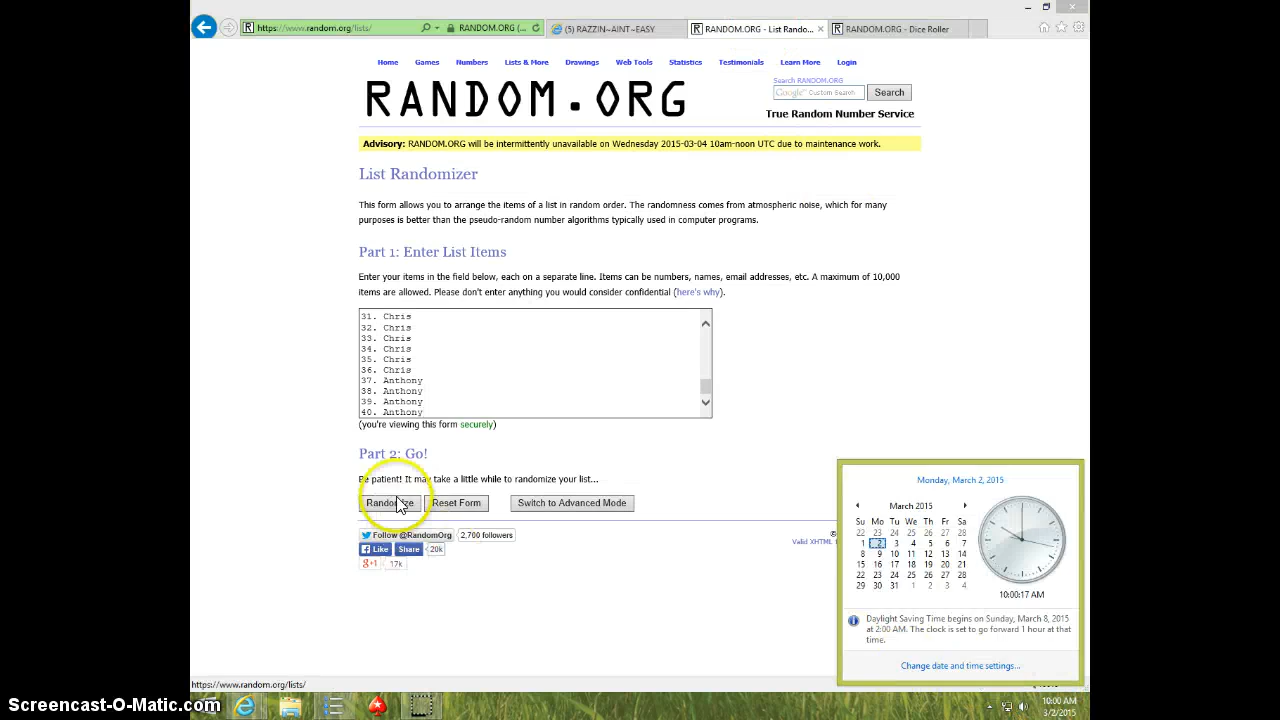 https://www.random.org/lists/
RANDOM.ORG (...
(5) RAZZIN~AINT~EASY
RANDOM.ORG - List Rando...
RANDOM.ORG - Dice Roller
Home Games Numbers Lists & More Drawings Web Tools Statistics Testimonials Learn More Login
Search RANDOM.ORG
Google™ Custom Search Search
RANDOM.ORG
True Random Number Service
Advisory: RANDOM.ORG will be intermittently unavailable on Wednesday 2015-03-04 10am-noon UTC due to maintenance work.
List Randomizer
This form allows you to arrange the items of a list in random order. The randomness comes from atmospheric noise, which for many
purposes is better than the pseudo-random number algorithms typically used in computer programs.
Part 1: Enter List Items
Enter your items in the field below, each on a separate line. Items can be numbers, names, email addresses, etc. A maximum of 10,000
items are allowed. Please don't enter anything you would consider confidential (here's why).
31. Chris
32. Chris
33. Chris
34. Chris
35. Chris
36. Chris
37. Anthony
38. Anthony
39. Anthony
40. Anthony
(you're viewing this form securely)
Part 2: Go!
Be patient! It may take a little while to randomize your list...
Randomize Reset Form Switch to Advanced Mode
Follow @RandomOrg 2,700 followers
Like Share 20k
g+1 17k
©
Valid XHTML
Monday, March 2, 2015
March 2015
Su Mo Tu We Th Fr Sa
22 23 24 25 26 27 28
1 2 3 4 5 6 7
8 9 10 11 12 13 14
15 16 17 18 19 20 21
22 23 24 25 26 27 28
29 30 31 1 2 3 4
10:00:17 AM
Daylight Saving Time begins on Sunday, March 8, 2015
at 2:00 AM. The clock is set to go forward 1 hour at that
time.
Change date and time settings...
https://www.random.org/lists/
Screencast-O-Matic.com
10:00 AM
3/2/2015